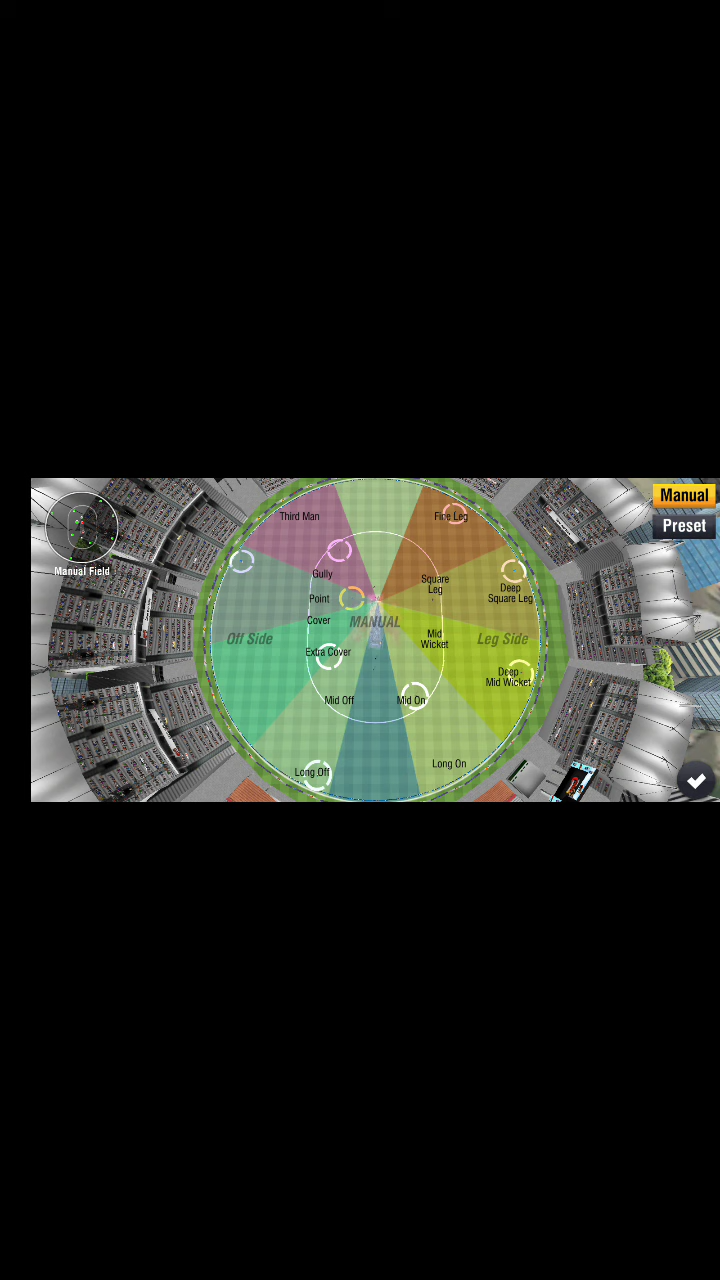 Manual
Preset
Manual Field
Third Man
Fine Leg
Gully
Square
Leg
Deep
Square Leg
Point
Cover
MANUAL
Off Side
Mid
Wicket
Leg Side
Extra Cover
Deep
Mid Wicket
Mid Off
Mid On
Long Off
Long On